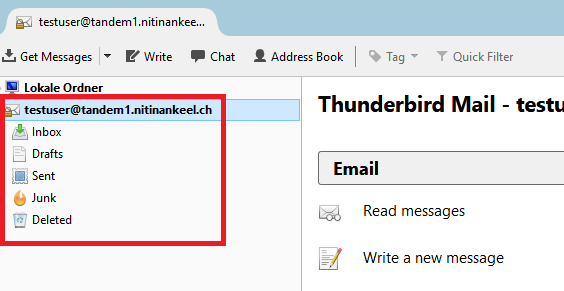 testuser@tandem1.nitinankee...
Get Messages Write Chat Address Book Tag Quick Filter
Lokale Ordner
testuser@tandem1.nitinankeel.ch
Inbox
Drafts
Sent
Junk
Deleted
Thunderbird Mail - testu
Email
Read messages
Write a new message